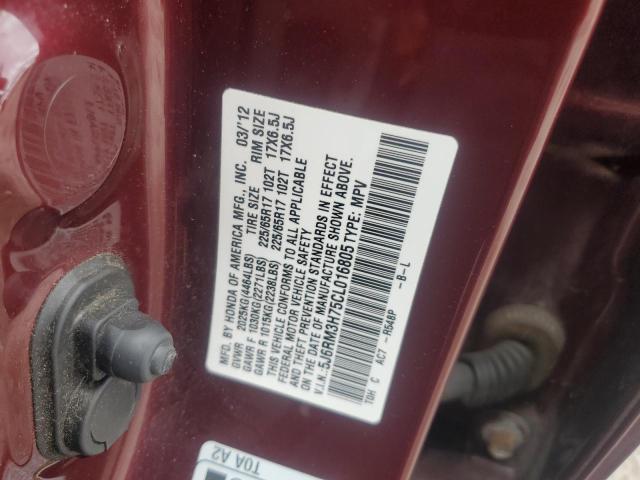 MFD. BY HONDA OF AMERICA MFG., INC. 03/'12
GVWR 2025KG(4464LBS) TIRE SIZE RIM SIZE
GAWR F 1030KG(2271LBS) 225/65R17 102T 17X6.5J
GAWR R 1015KG(2238LBS) 225/65R17 102T 17X6.5J
THIS VEHICLE CONFORMS TO ALL APPLICABLE
FEDERAL MOTOR VEHICLE SAFETY
AND THEFT PREVENTION STANDARDS IN EFFECT
ON THE DATE OF MANUFACTURE SHOWN ABOVE.
V.I.N.: 5J6RM3H75CL016805 TYPE: MPV
TOH C AC7 - R548P -B-L
T0A A2